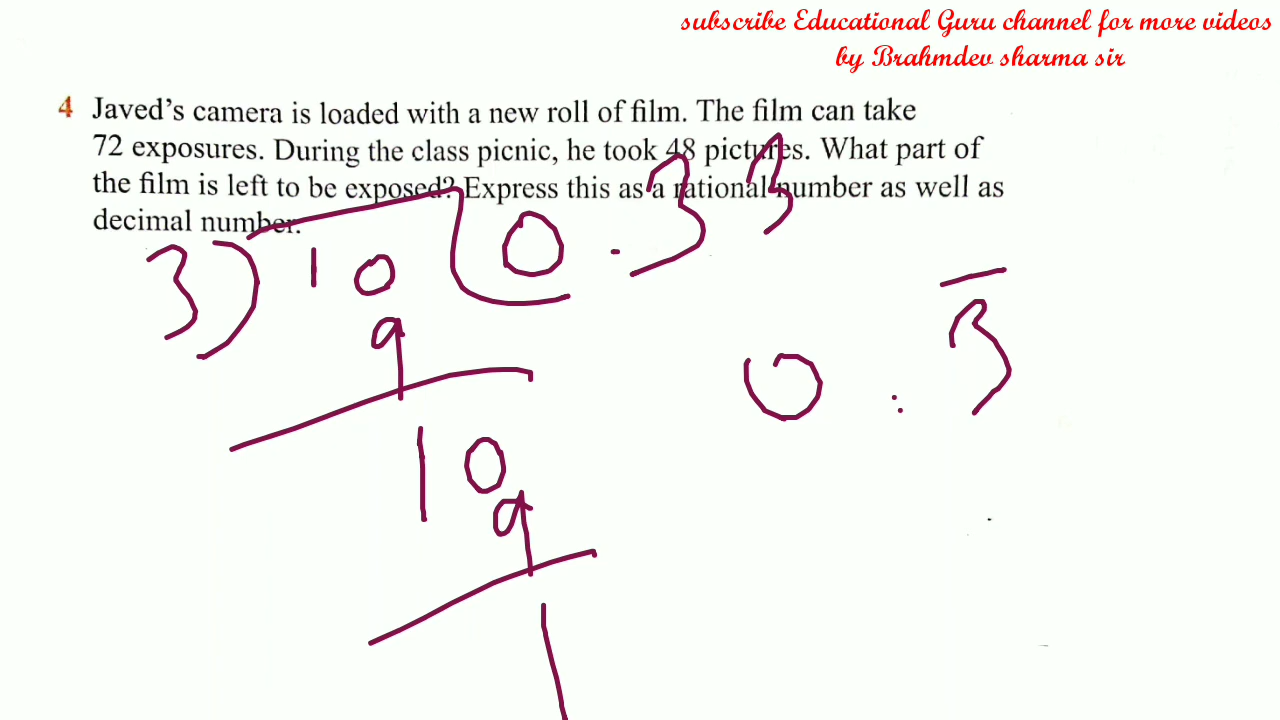 subscribe Educational Guru channel for more videos
by Brahmdev sharma sir
4 Javed's camera is loaded with a new roll of film. The film can take
72 exposures. During the class picnic, he took 48 pictures. What part of
the film is left to be exposed? Express this as a rational number as well as
decimal number.
3) 10 0.33
9
0.3̅
10
9
1